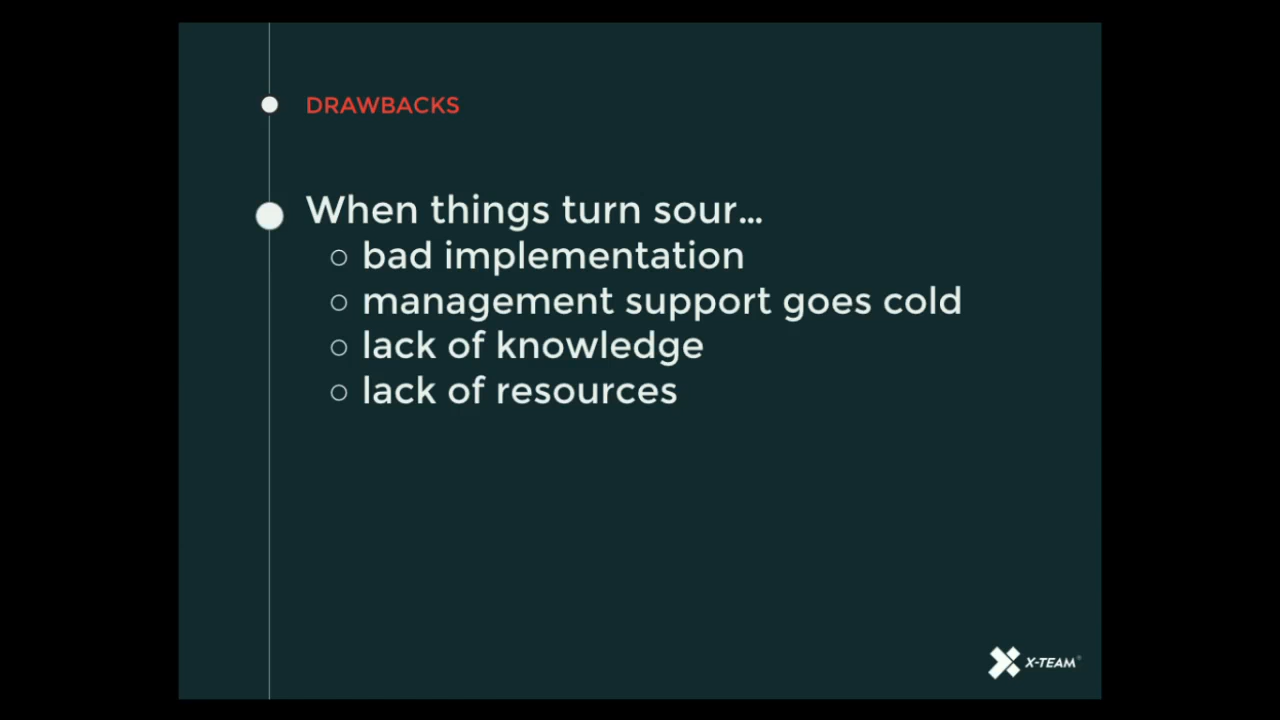 DRAWBACKS
When things turn sour...
bad implementation
management support goes cold
lack of knowledge
lack of resources
X-TEAM®